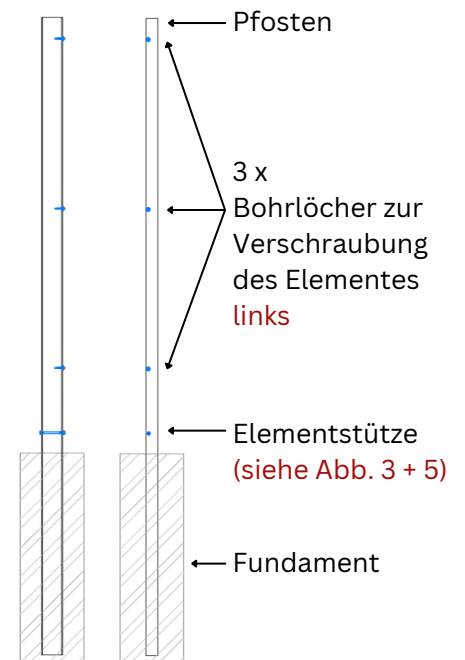 Pfosten
3 x
Bohrlöcher zur
Verschraubung
des Elementes
links
Elementstütze
(siehe Abb. 3 + 5)
Fundament